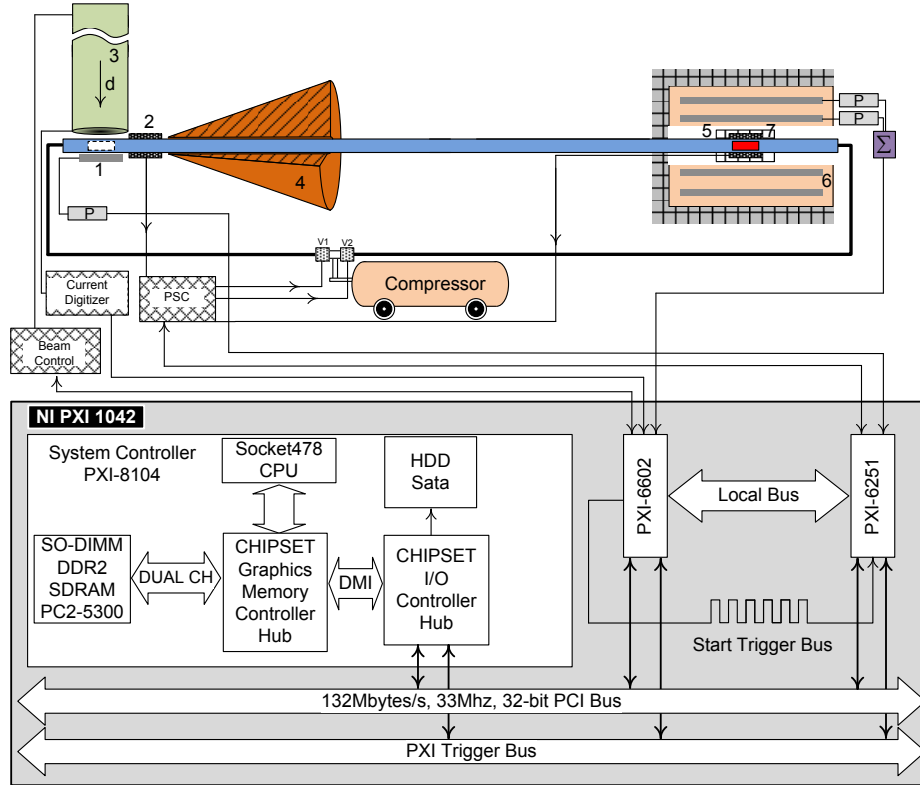 3
d
2
1
4
5
7
6
P
P
Σ
P
V1
V2
Compressor
PSC
Current
Digitizer
Beam
Control
NI PXI 1042
System Controller
PXI-8104
Socket478
CPU
HDD
Sata
SO-DIMM
DDR2
SDRAM
PC2-5300
DUAL CH
CHIPSET
Graphics
Memory
Controller
Hub
DMI
CHIPSET
I/O
Controller
Hub
PXI-6602
Local Bus
PXI-6251
Start Trigger Bus
132Mbytes/s, 33Mhz, 32-bit PCI Bus
PXI Trigger Bus